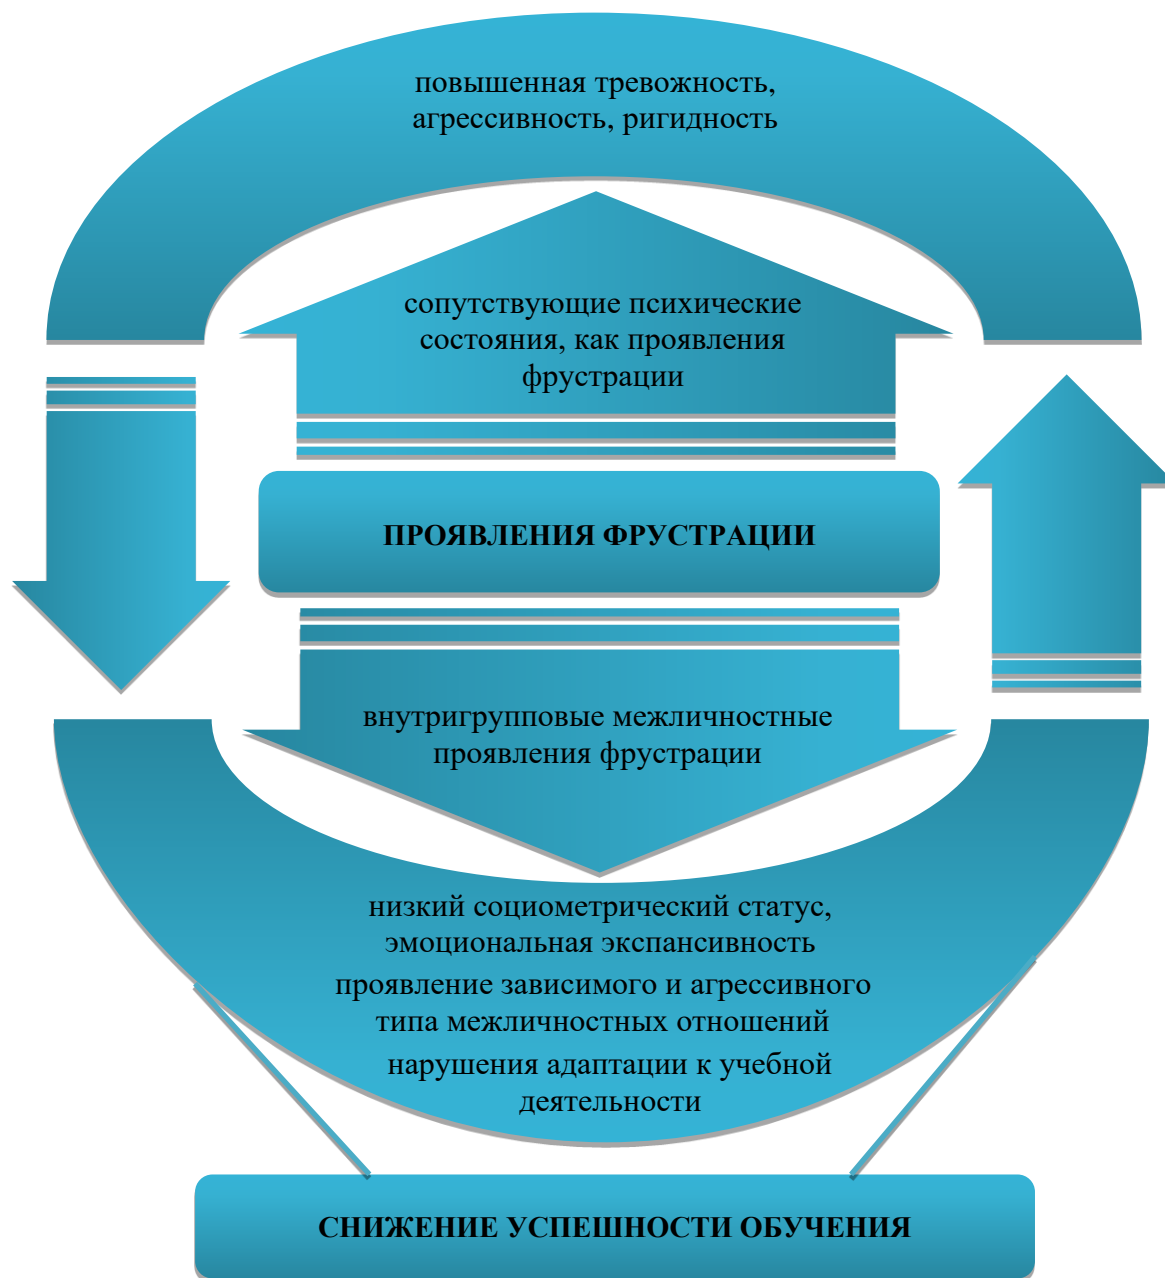 повышенная тревожность,
агрессивность, ригидность
сопутствующие психические
состояния, как проявления
фрустрации
ПРОЯВЛЕНИЯ ФРУСТРАЦИИ
внутригрупповые межличностные
проявления фрустрации
низкий социометрический статус,
эмоциональная экспансивность
проявление зависимого и агрессивного
типа межличностных отношений
нарушения адаптации к учебной
деятельности
СНИЖЕНИЕ УСПЕШНОСТИ ОБУЧЕНИЯ